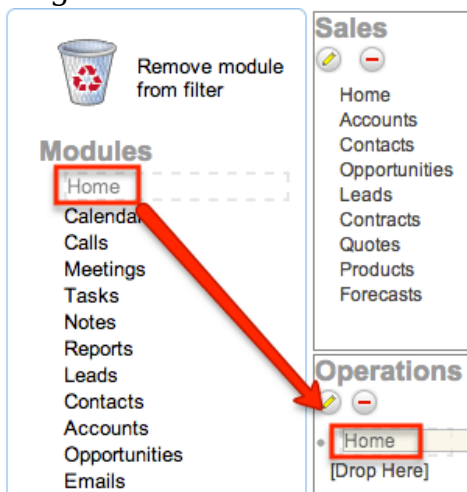 Remove module
from filter
Modules
Home
Calendar
Calls
Meetings
Tasks
Notes
Reports
Leads
Contacts
Accounts
Opportunities
Emails
Sales
Home
Accounts
Contacts
Opportunities
Leads
Contracts
Quotes
Products
Forecasts
Operations
Home
[Drop Here]